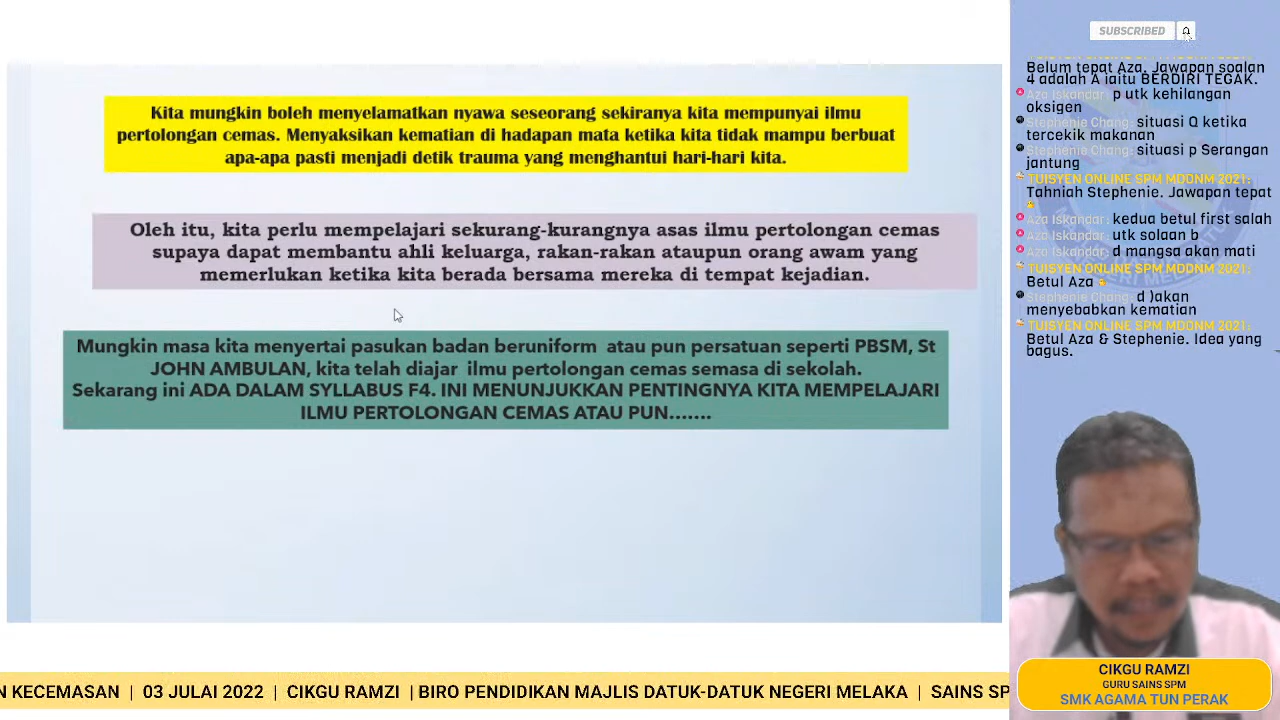 Kita mungkin boleh menyelamatkan nyawa seseorang sekiranya kita mempunyai ilmu
pertolongan cemas. Menyaksikan kematian di hadapan mata ketika kita tidak mampu berbuat
apa-apa pasti menjadi detik trauma yang menghantui hari-hari kita.
Oleh itu, kita perlu mempelajari sekurang-kurangnya asas ilmu pertolongan cemas
supaya dapat membantu ahli keluarga, rakan-rakan ataupun orang awam yang
memerlukan ketika kita berada bersama mereka di tempat kejadian.
Mungkin masa kita menyertai pasukan badan beruniform atau pun persatuan seperti PBSM, St
JOHN AMBULAN, kita telah diajar ilmu pertolongan cemas semasa di sekolah.
Sekarang ini ADA DALAM SYLLABUS F4. INI MENUNJUKKAN PENTINGNYA KITA MEMPELAJARI
ILMU PERTOLONGAN CEMAS ATAU PUN.......
SUBSCRIBED
Belum tepat Aza, Jawapan soalan
4 adalah A iaitu BERDIRI TEGAK.
Aza Iskandar: p utk kehilangan
oksigen
Stephenie Chang: situasi Q ketika
tercekik makanan
Stephenie Chang: situasi p Serangan
jantung
TUISYEN ONLINE SPM MDDNM 2021:
Tahniah Stephenie. Jawapan tepat
Aza Iskandar: kedua betul first salah
Aza Iskandar: utk solaan b
Aza Iskandar: d mangsa akan mati
TUISYEN ONLINE SPM MDDNM 2021:
Betul Aza
Stephenie Chang: d )akan
menyebabkan kematian
TUISYEN ONLINE SPM MDDNM 2021:
Betul Aza & Stephenie. Idea yang
bagus.
CIKGU RAMZI
GURU SAINS SPM
SMK AGAMA TUN PERAK
N KECEMASAN | 03 JULAI 2022 | CIKGU RAMZI | BIRO PENDIDIKAN MAJLIS DATUK-DATUK NEGERI MELAKA | SAINS SP